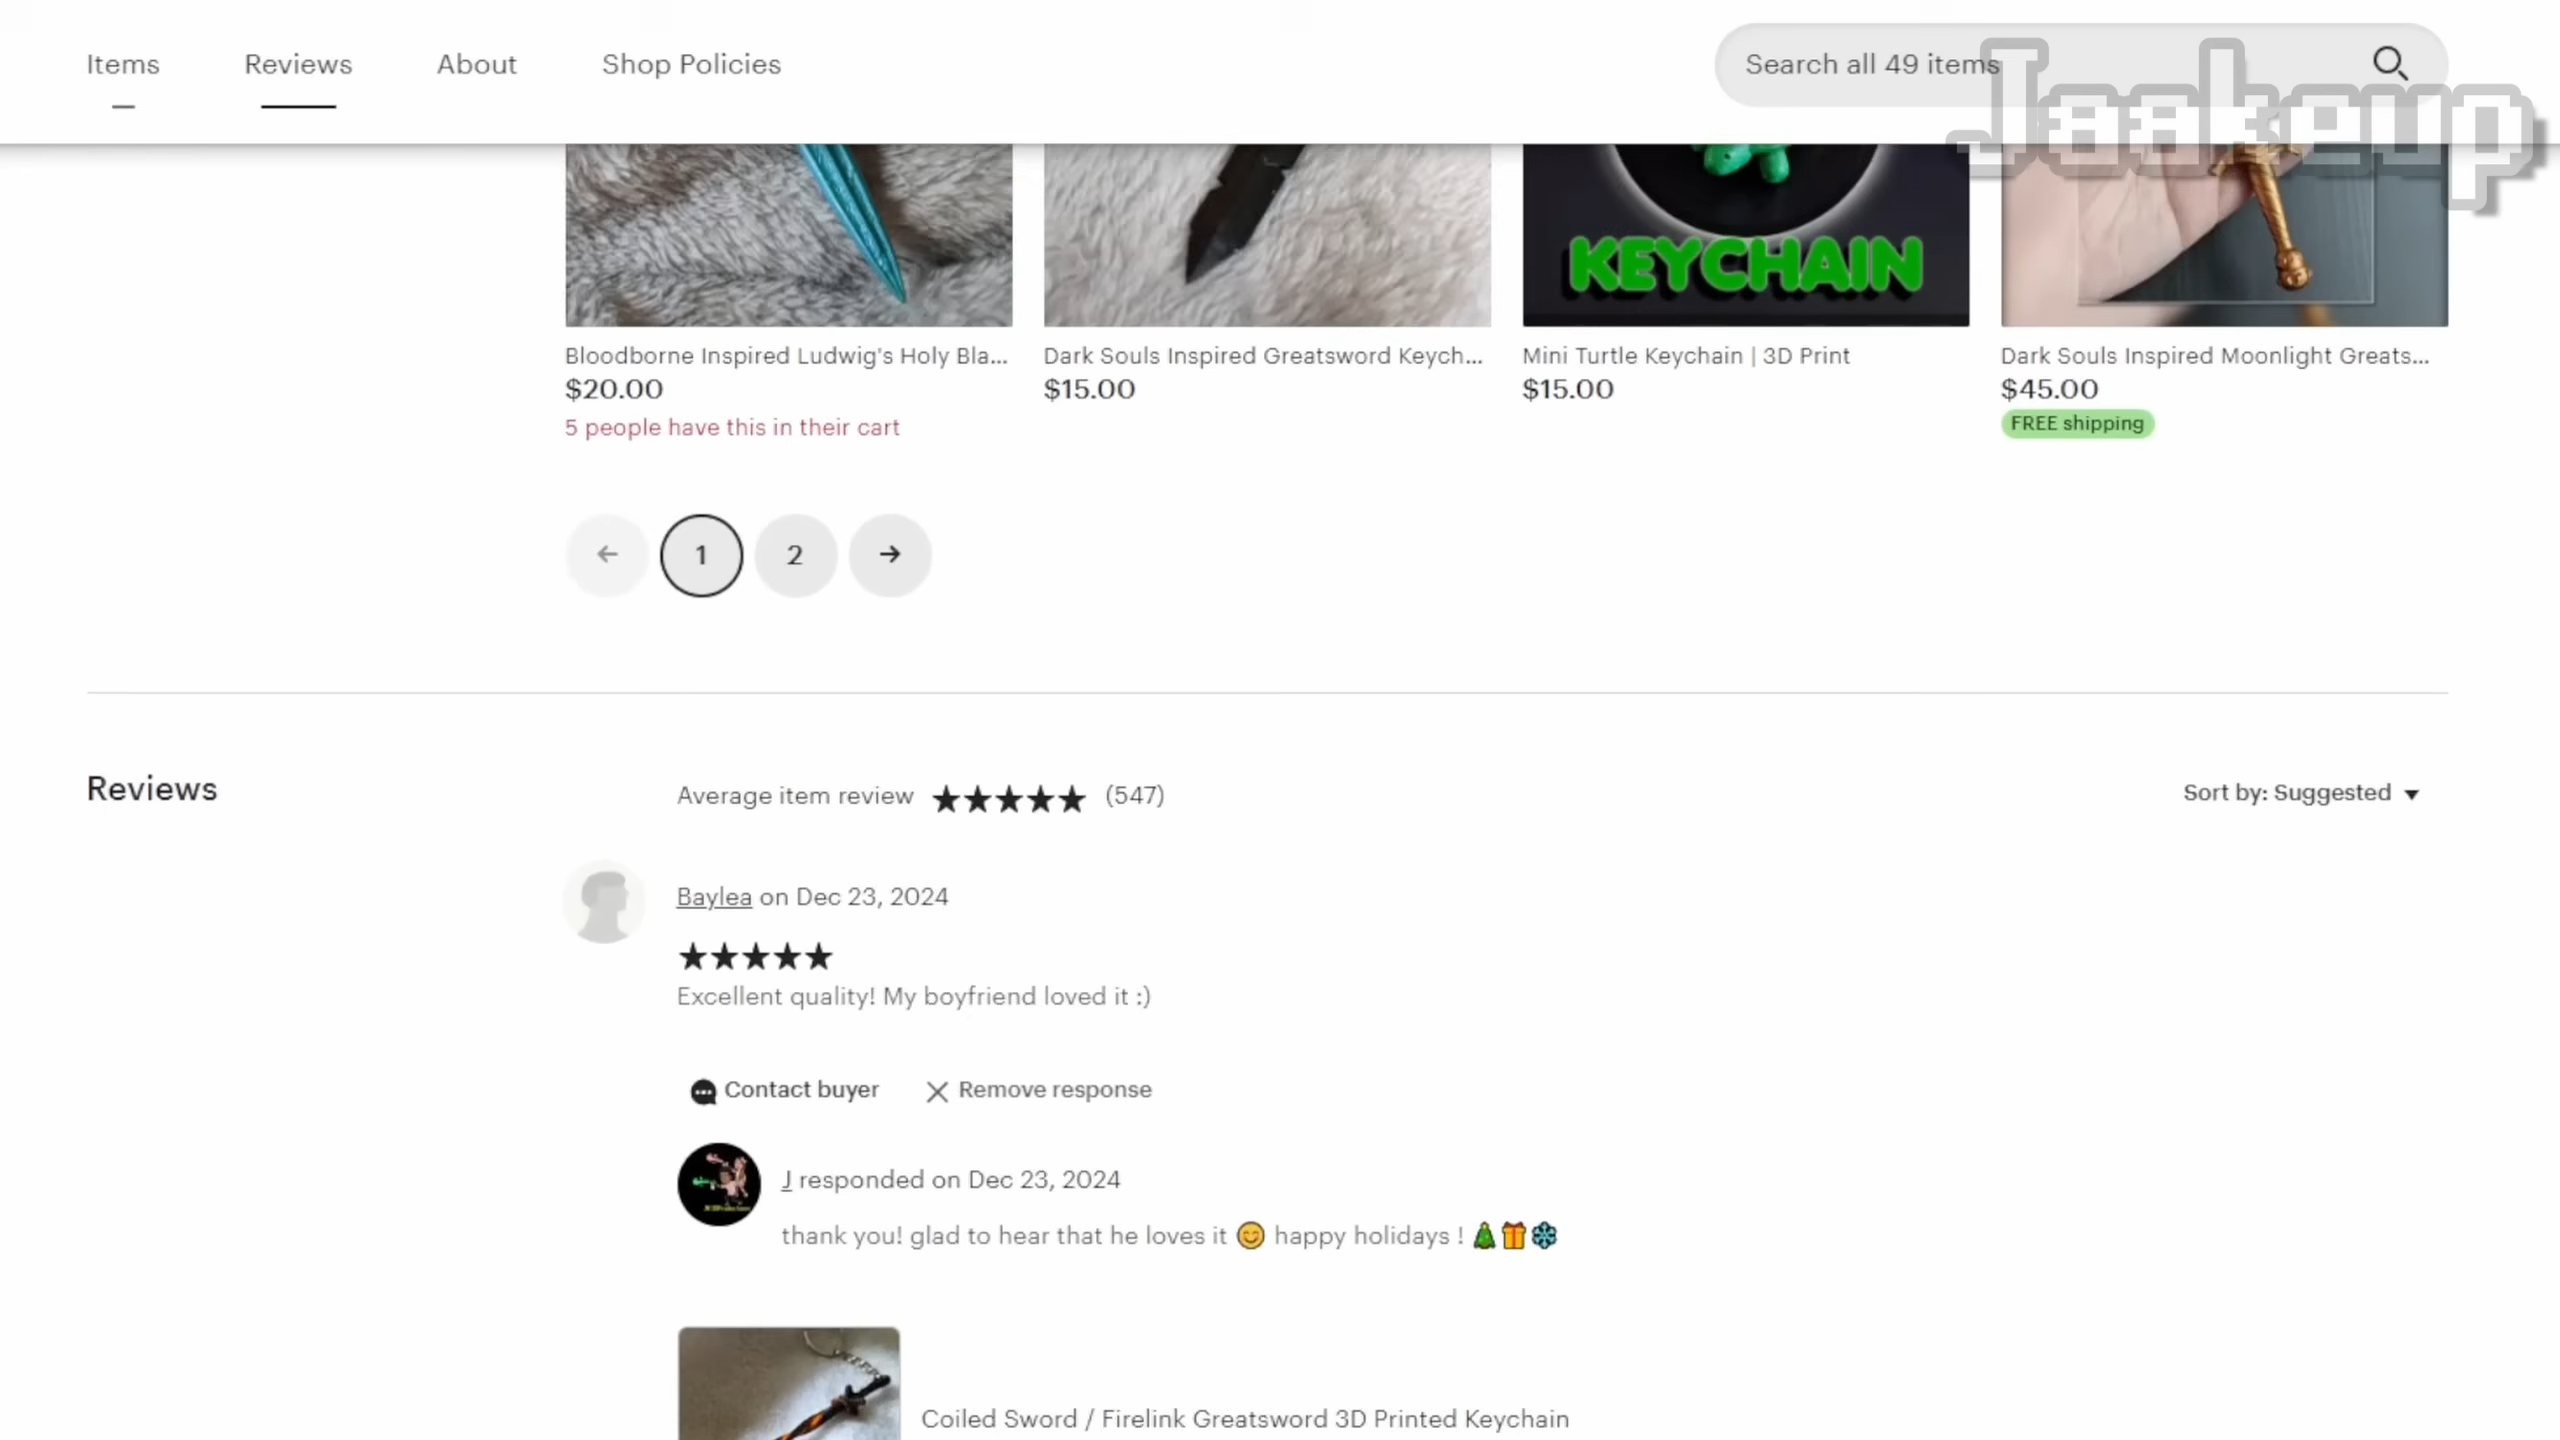 Items
Reviews
About
Shop Policies
Search all 49 items
Jaakeup
KEYCHAIN
Bloodborne Inspired Ludwig's Holy Bla...
$20.00
5 people have this in their cart
Dark Souls Inspired Greatsword Keych...
$15.00
Mini Turtle Keychain | 3D Print
$15.00
Dark Souls Inspired Moonlight Greats...
$45.00
FREE shipping
1
2
Reviews
Average item review ★★★★★ (547)
Sort by: Suggested
Baylea on Dec 23, 2024
★★★★★
Excellent quality! My boyfriend loved it :)
Contact buyer
Remove response
J responded on Dec 23, 2024
thank you! glad to hear that he loves it 😊 happy holidays ! 🎄🎁❄️
Coiled Sword / Firelink Greatsword 3D Printed Keychain